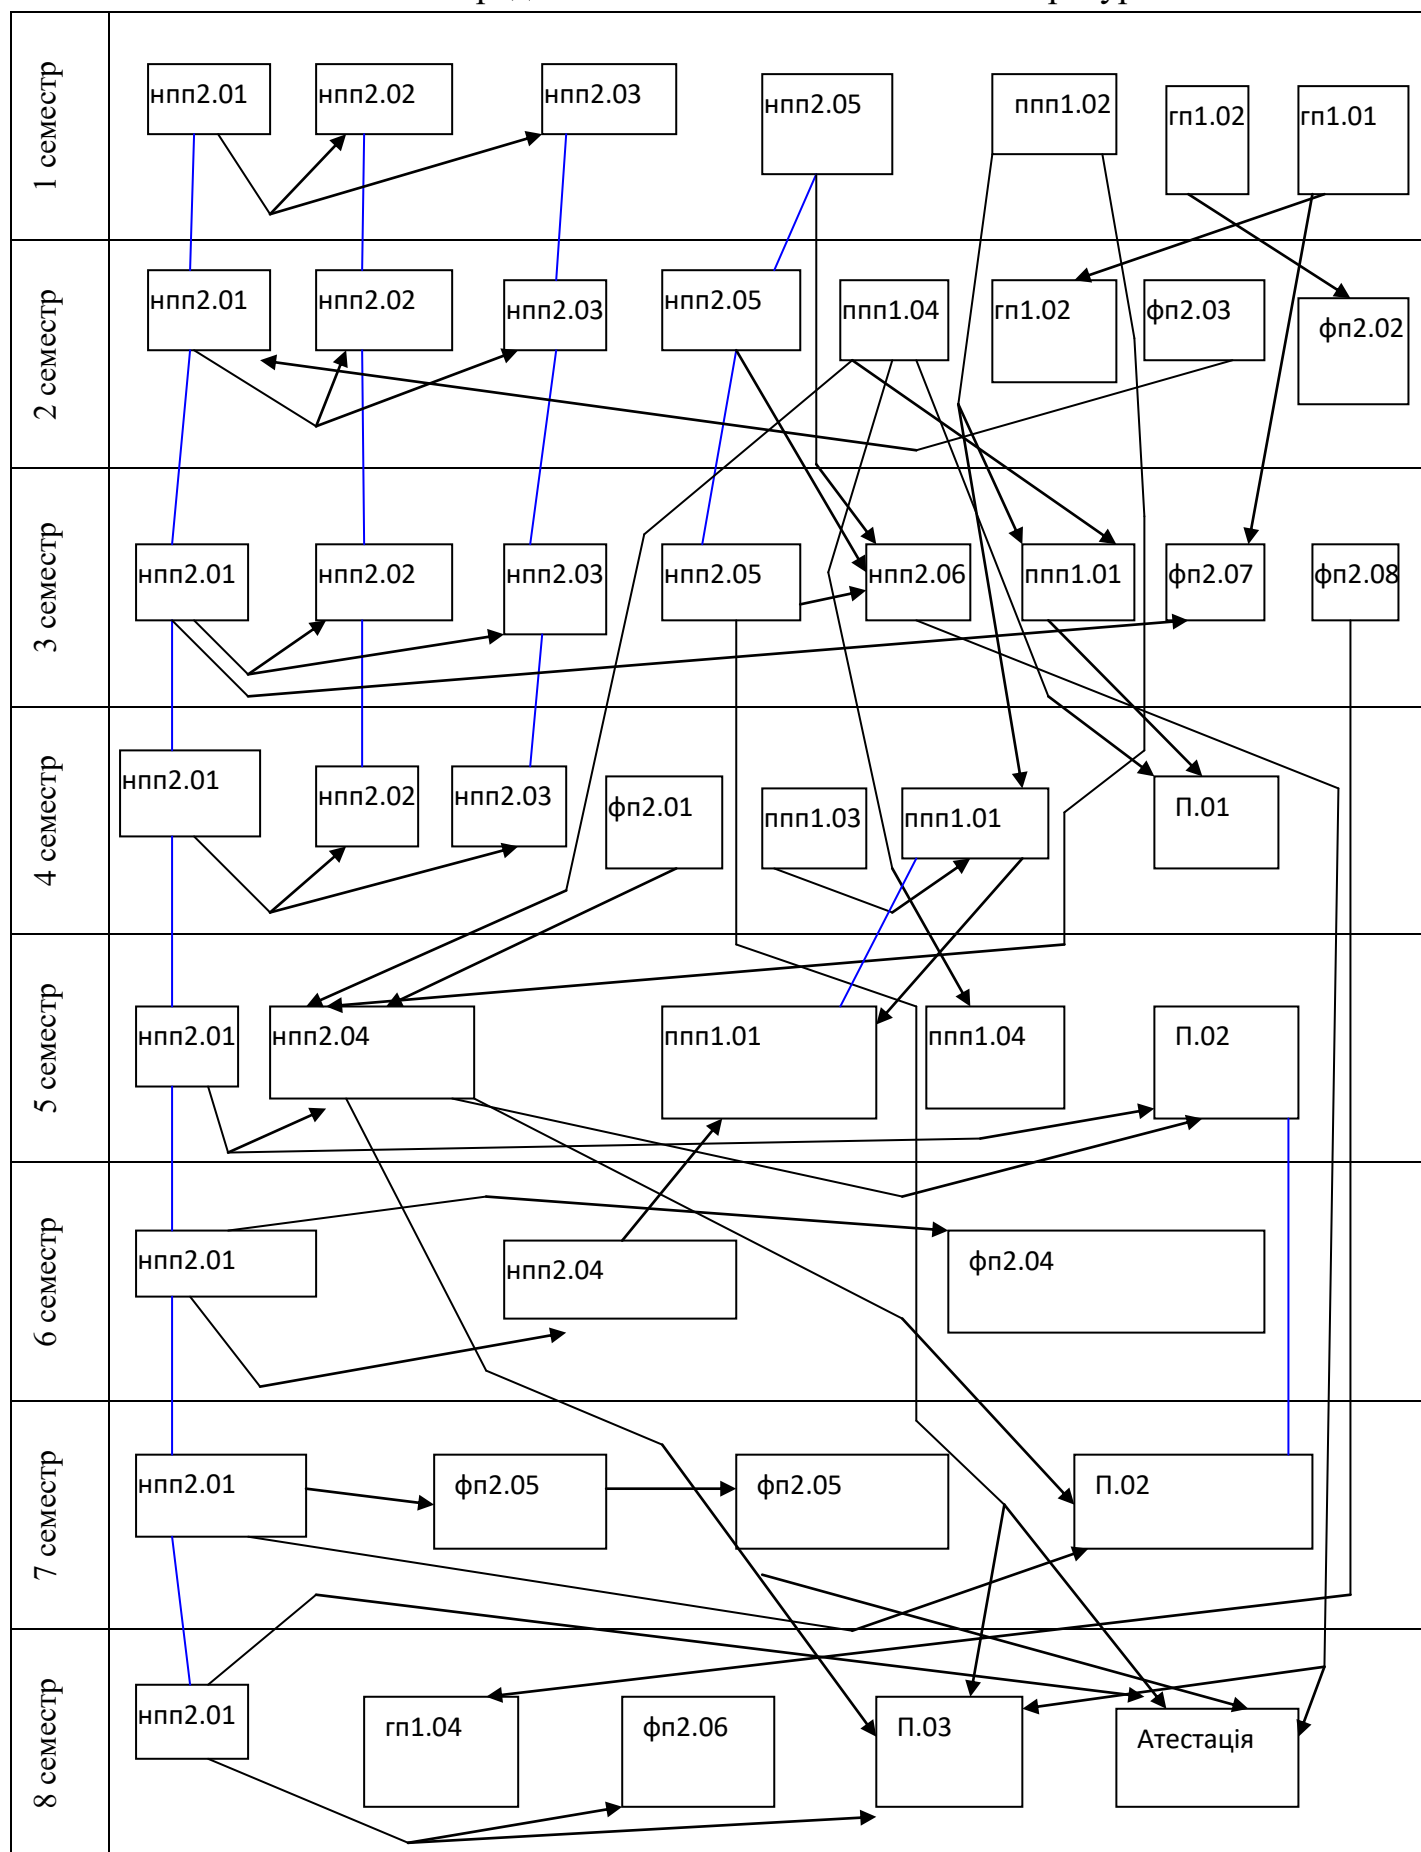 1 семестр
нпп2.01
нпп2.02
нпп2.03
нпп2.05
ппп1.02
гп1.02
гп1.01
2 семестр
нпп2.01
нпп2.02
нпп2.03
нпп2.05
ппп1.04
гп1.02
фп2.03
фп2.02
3 семестр
нпп2.01
нпп2.02
нпп2.03
нпп2.05
нпп2.06
ппп1.01
фп2.07
фп2.08
4 семестр
нпп2.01
нпп2.02
нпп2.03
фп2.01
ппп1.03
ппп1.01
П.01
5 семестр
нпп2.01
нпп2.04
ппп1.01
ппп1.04
П.02
6 семестр
нпп2.01
нпп2.04
фп2.04
7 семестр
нпп2.01
фп2.05
фп2.05
П.02
8 семестр
нпп2.01
гп1.04
фп2.06
П.03
Атестація